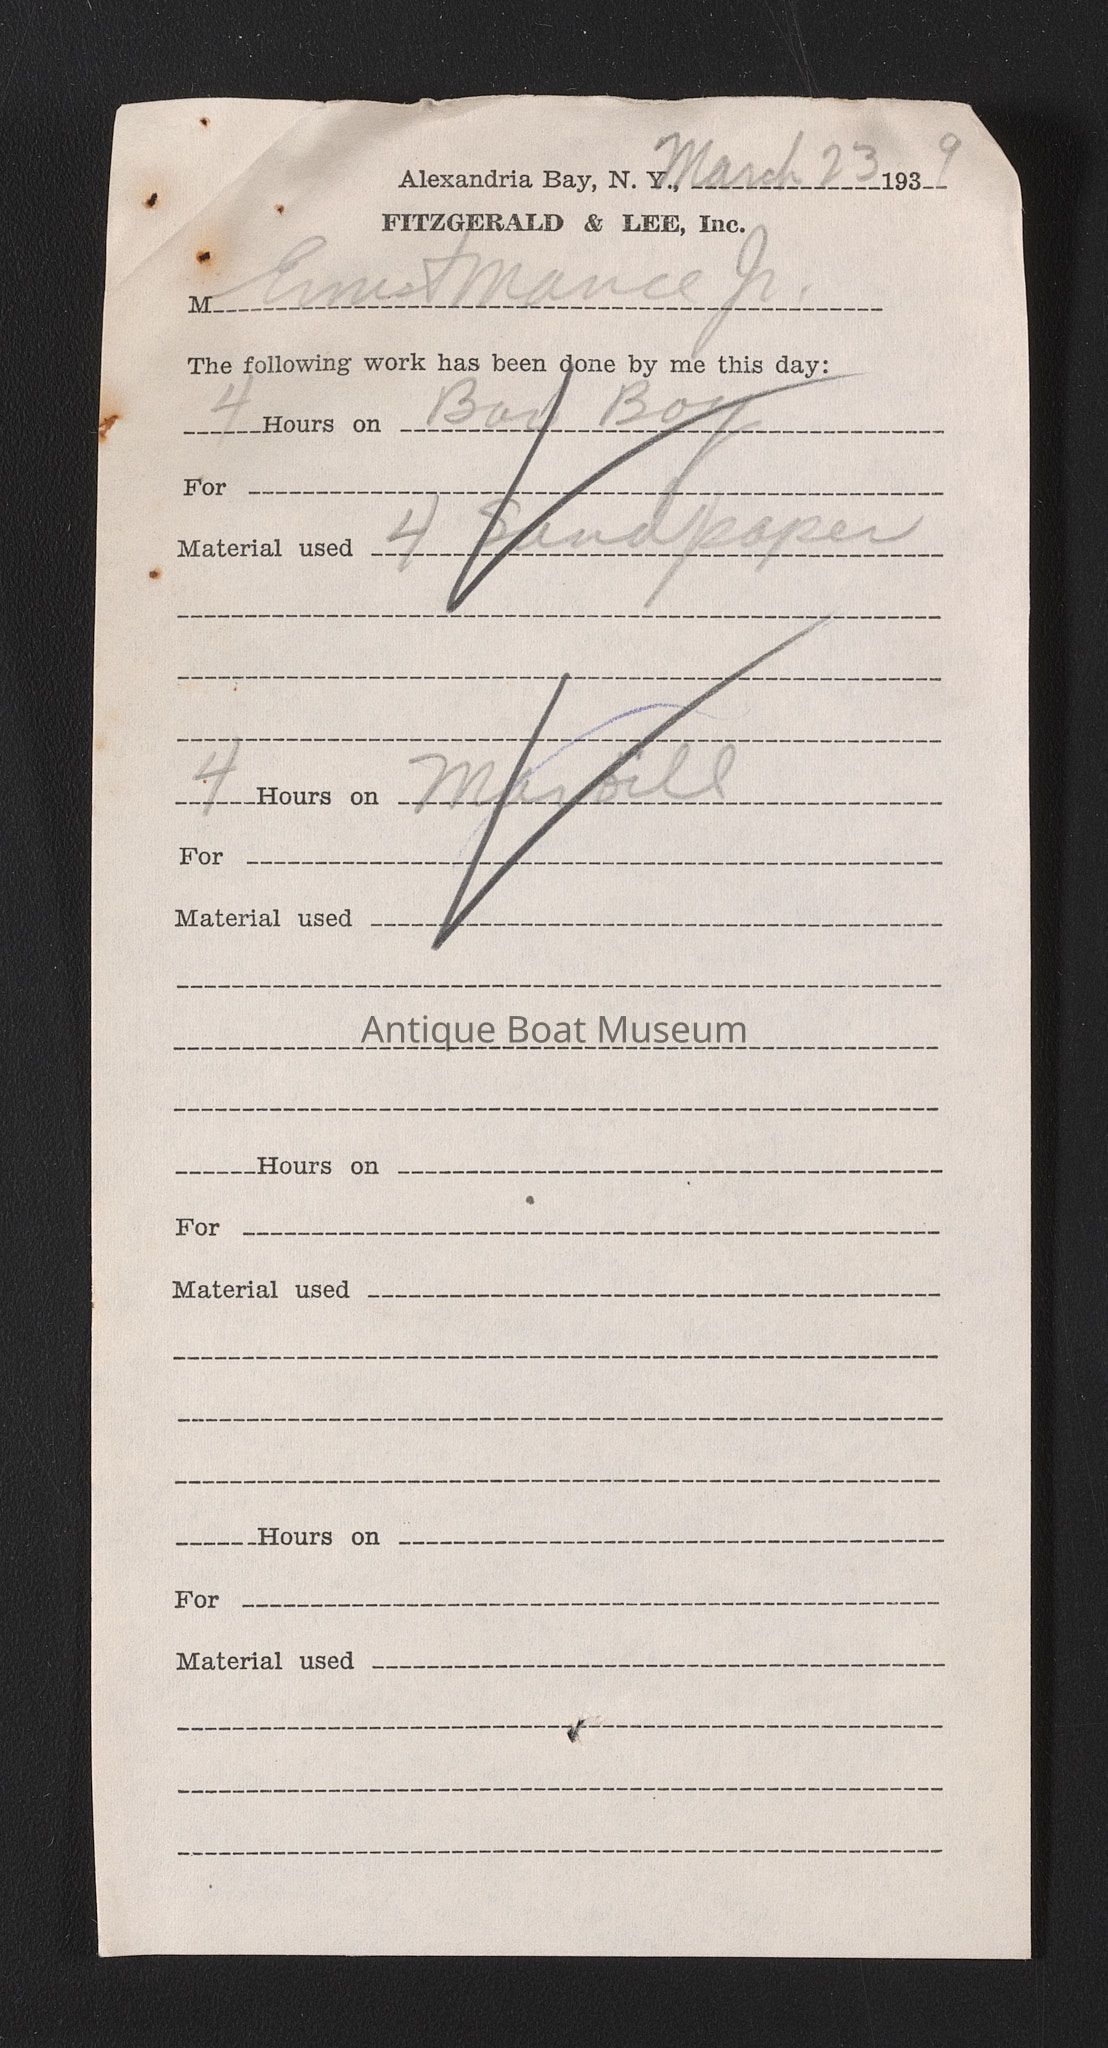 Alexandria Bay, N. Y., March 23 1939
FITZGERALD & LEE, Inc.
M Ernest Mance Jr.
The following work has been done by me this day:
4 Hours on Bad Boy
For
Material used 4 Sandpaper
4 Hours on
For
Material used
Antique Boat Museum
Hours on
For
Material used
Hours on
For
Material used